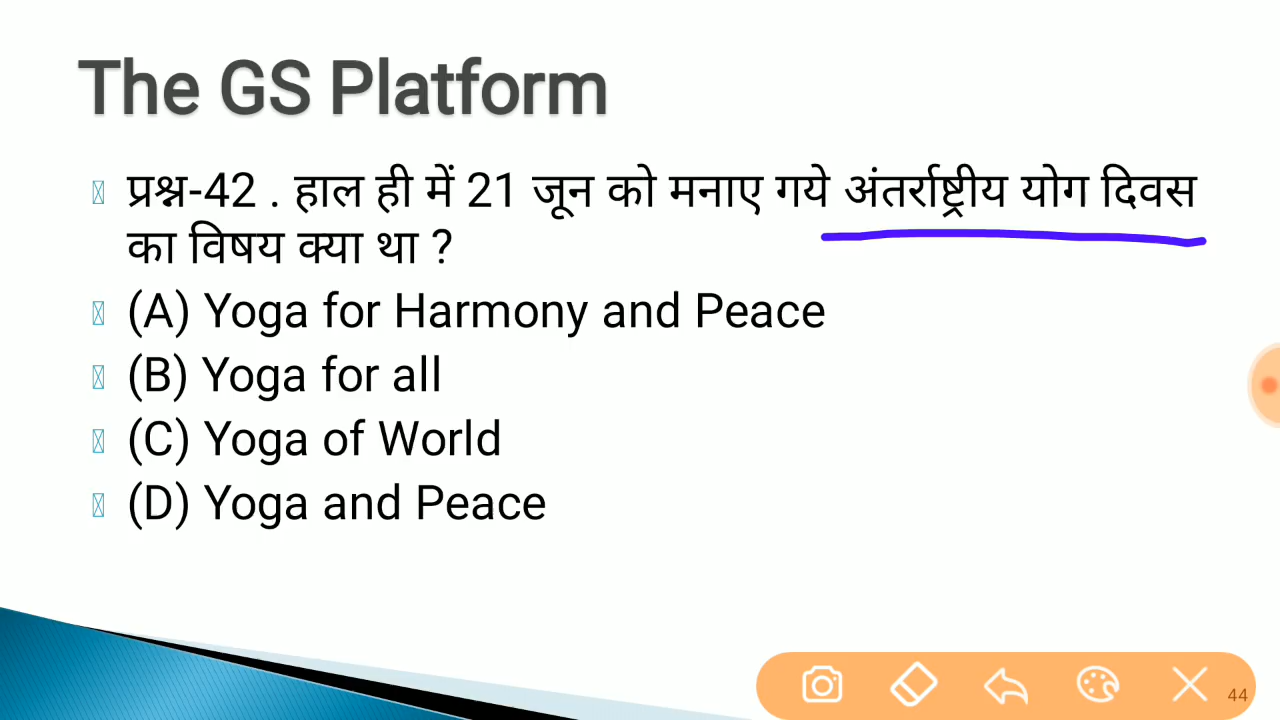 The GS Platform
प्रश्न-42 . हाल ही में 21 जून को मनाए गये अंतर्राष्ट्रीय योग दिवस
का विषय क्या था ?
(A) Yoga for Harmony and Peace
(B) Yoga for all
(C) Yoga of World
(D) Yoga and Peace
44